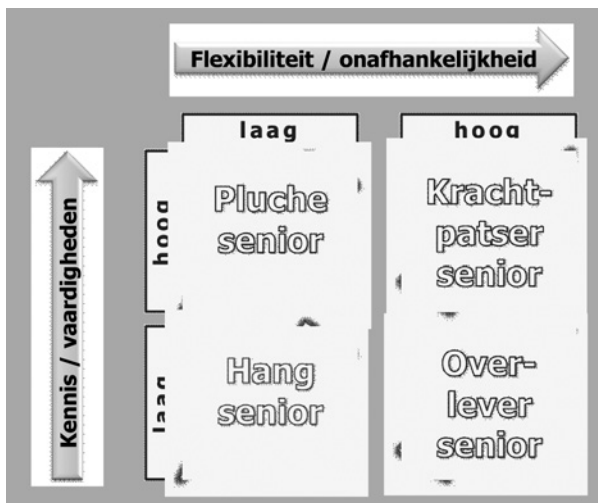 Flexibiliteit / onafhankelijkheid
laag
hoog
Kennis / vaardigheden
hoog
Pluche
senior
Kracht-
patser
senior
laag
Hang
senior
Over-
lever
senior